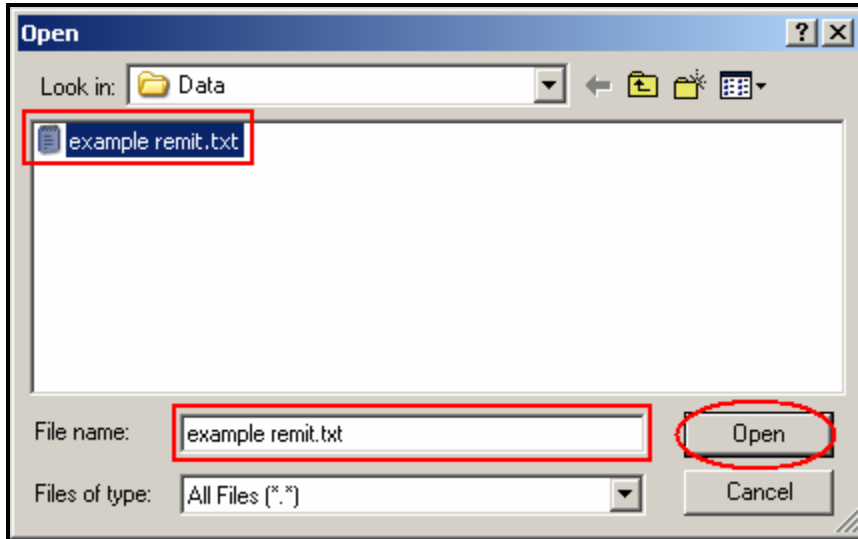 Open
Look in: Data
example remit.txt
File name: example remit.txt Open
Files of type: All Files (*.*) Cancel